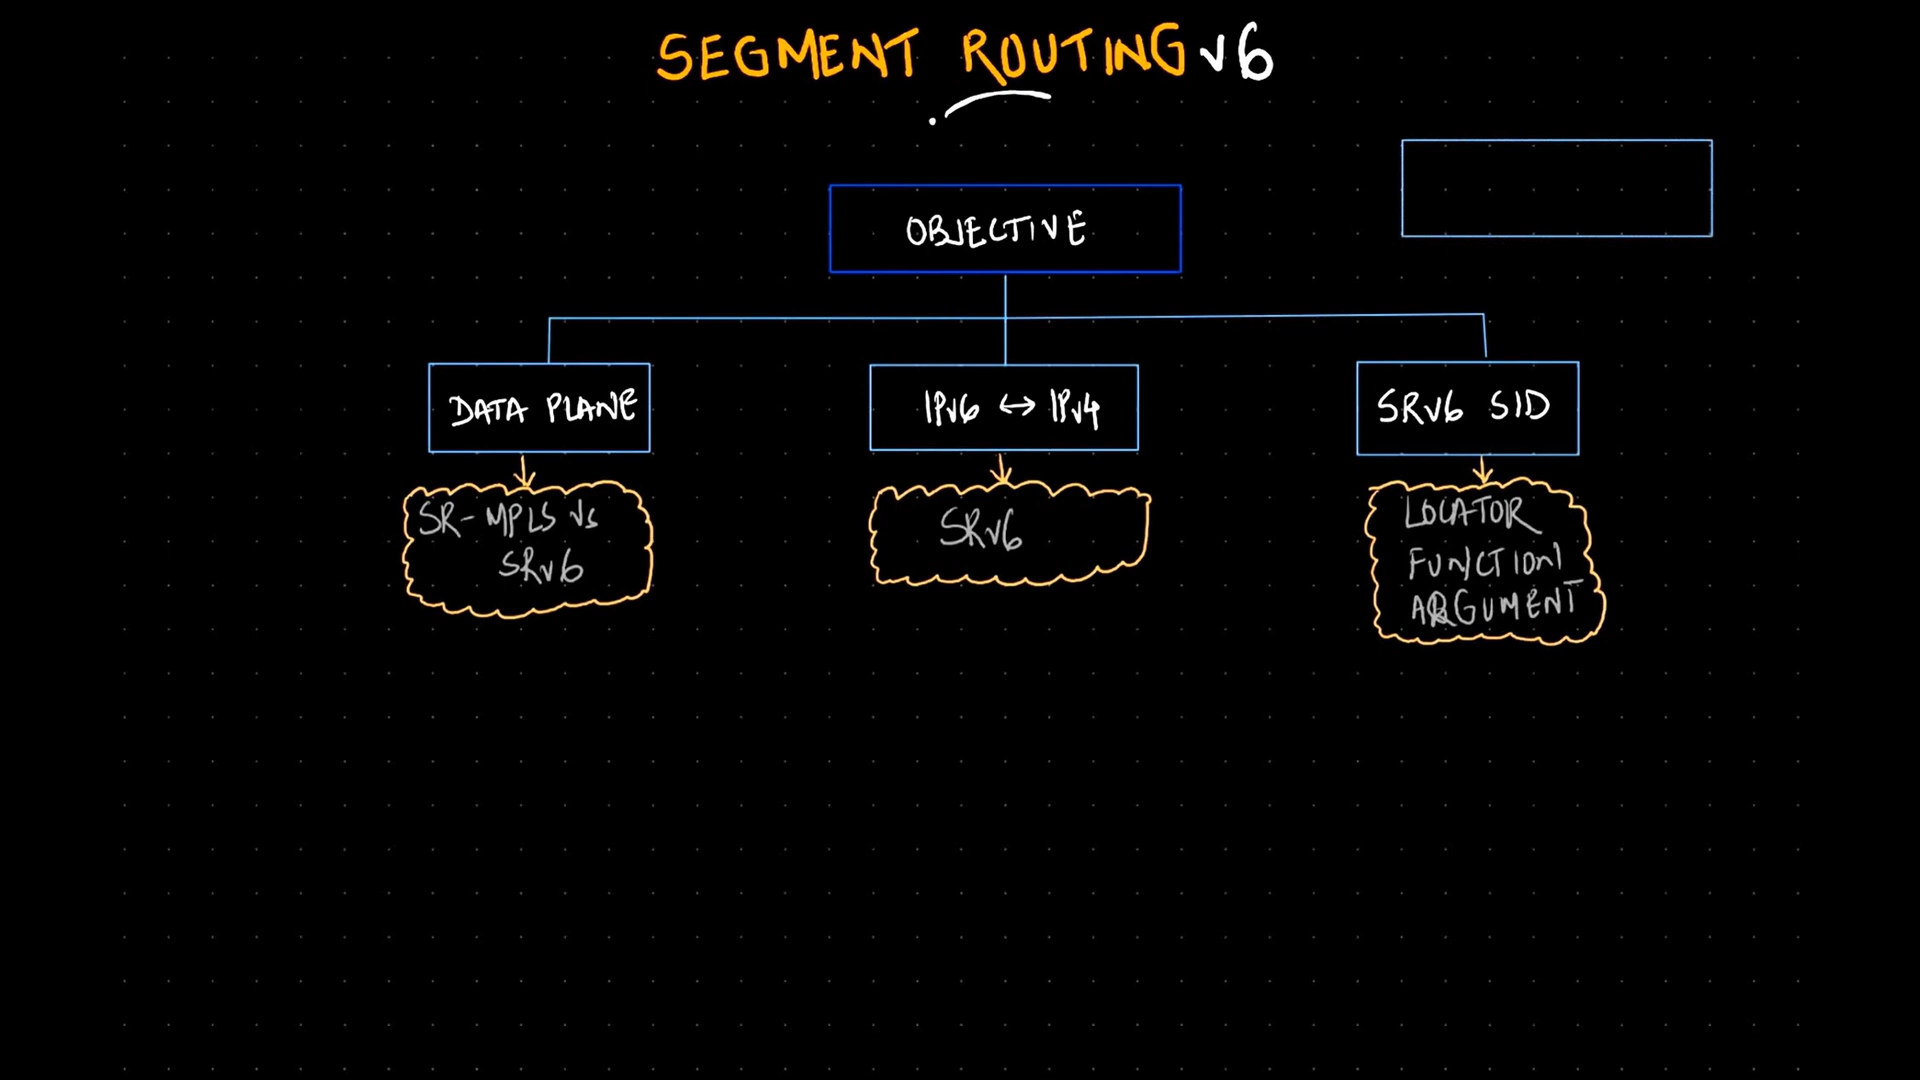 SEGMENT ROUTING v6
OBJECTIVE
DATA PLANE
IPv6 ↔ IPv4
SRv6 SID
SR-MPLS Vs
SRv6
SRv6
LOCATOR
FUNCTION
ARGUMENT